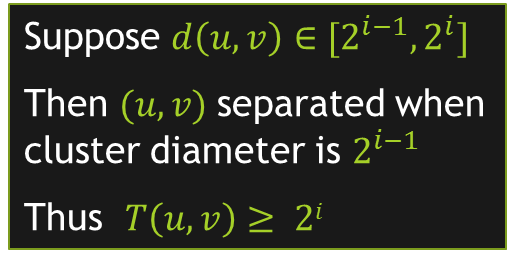 Suppose d(u, v) ∈ [2^{i−1}, 2^i]
Then (u, v) separated when
cluster diameter is 2^{i−1}
Thus T(u, v) ≥ 2^i